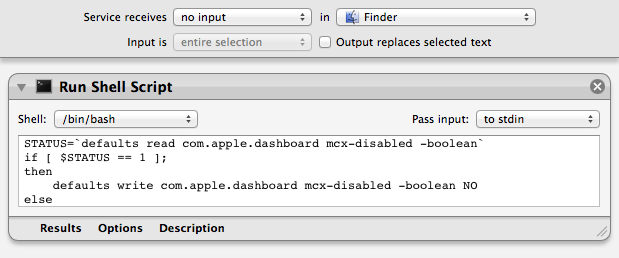 Service receives no input in Finder
Input is entire selection Output replaces selected text
Run Shell Script
Shell: /bin/bash Pass input: to stdin
STATUS=`defaults read com.apple.dashboard mcx-disabled -boolean`
if [ $STATUS == 1 ];
then
    defaults write com.apple.dashboard mcx-disabled -boolean NO
else
Results Options Description